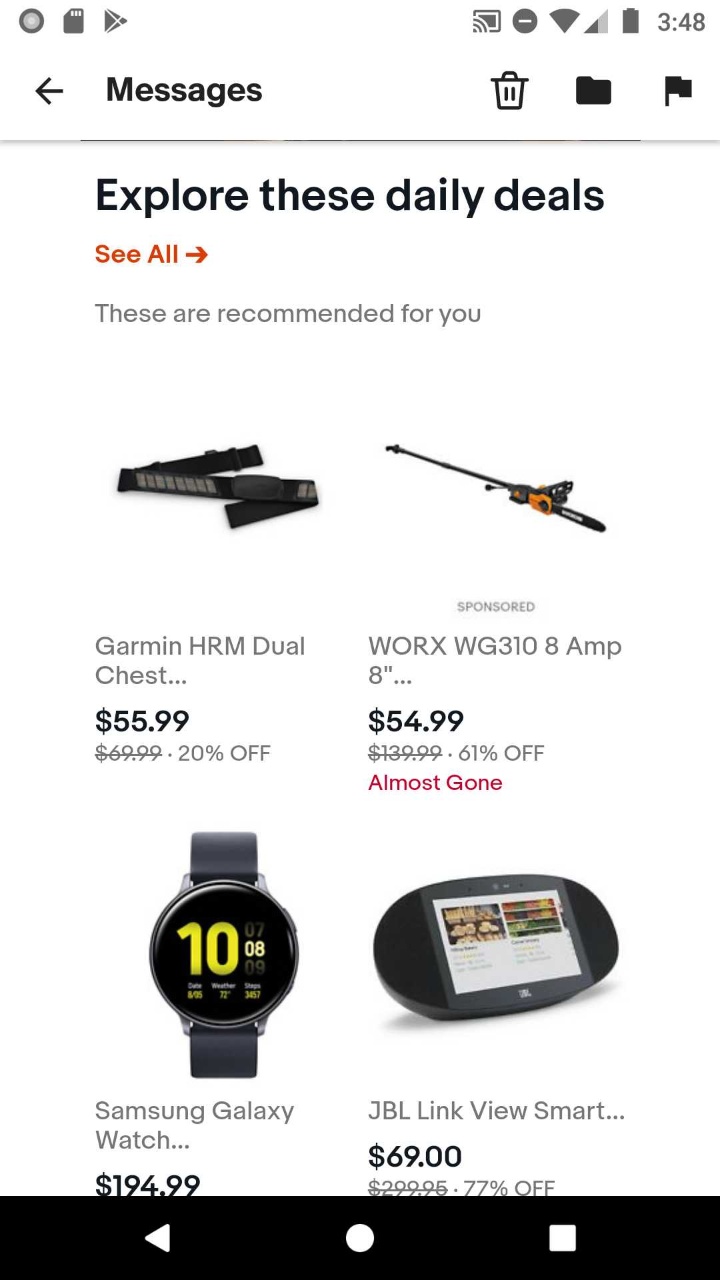 3:48
Messages
Explore these daily deals
See All →
These are recommended for you
SPONSORED
Garmin HRM Dual
Chest...
$55.99
$69.99 · 20% OFF
WORX WG310 8 Amp
8"...
$54.99
$139.99 · 61% OFF
Almost Gone
10
07
08
09
Date Weather Steps
8/05 72° 3457
JBL
Samsung Galaxy
Watch...
$194.99
JBL Link View Smart...
$69.00
$299.95 · 77% OFF